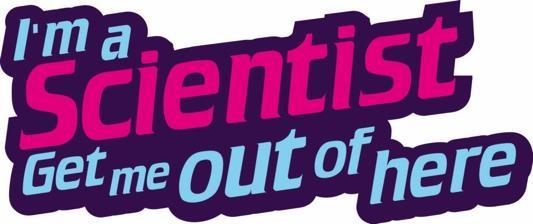 I'm a
Scientist
Get me out of here